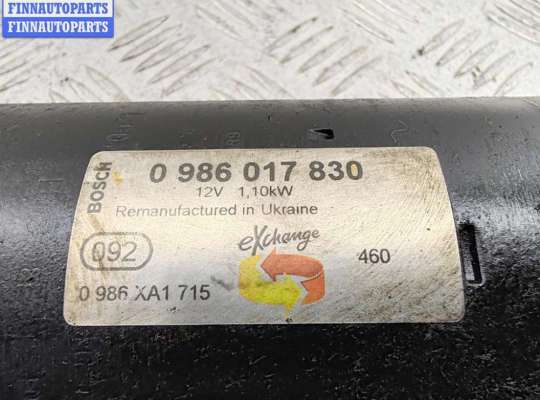 FINNAUTOPARTS
FINNAUTOPARTS
BOSCH
0 986 017 830
12V 1,10kW
Remanufactured in Ukraine
eXchange
092
460
0 986 XA1 715